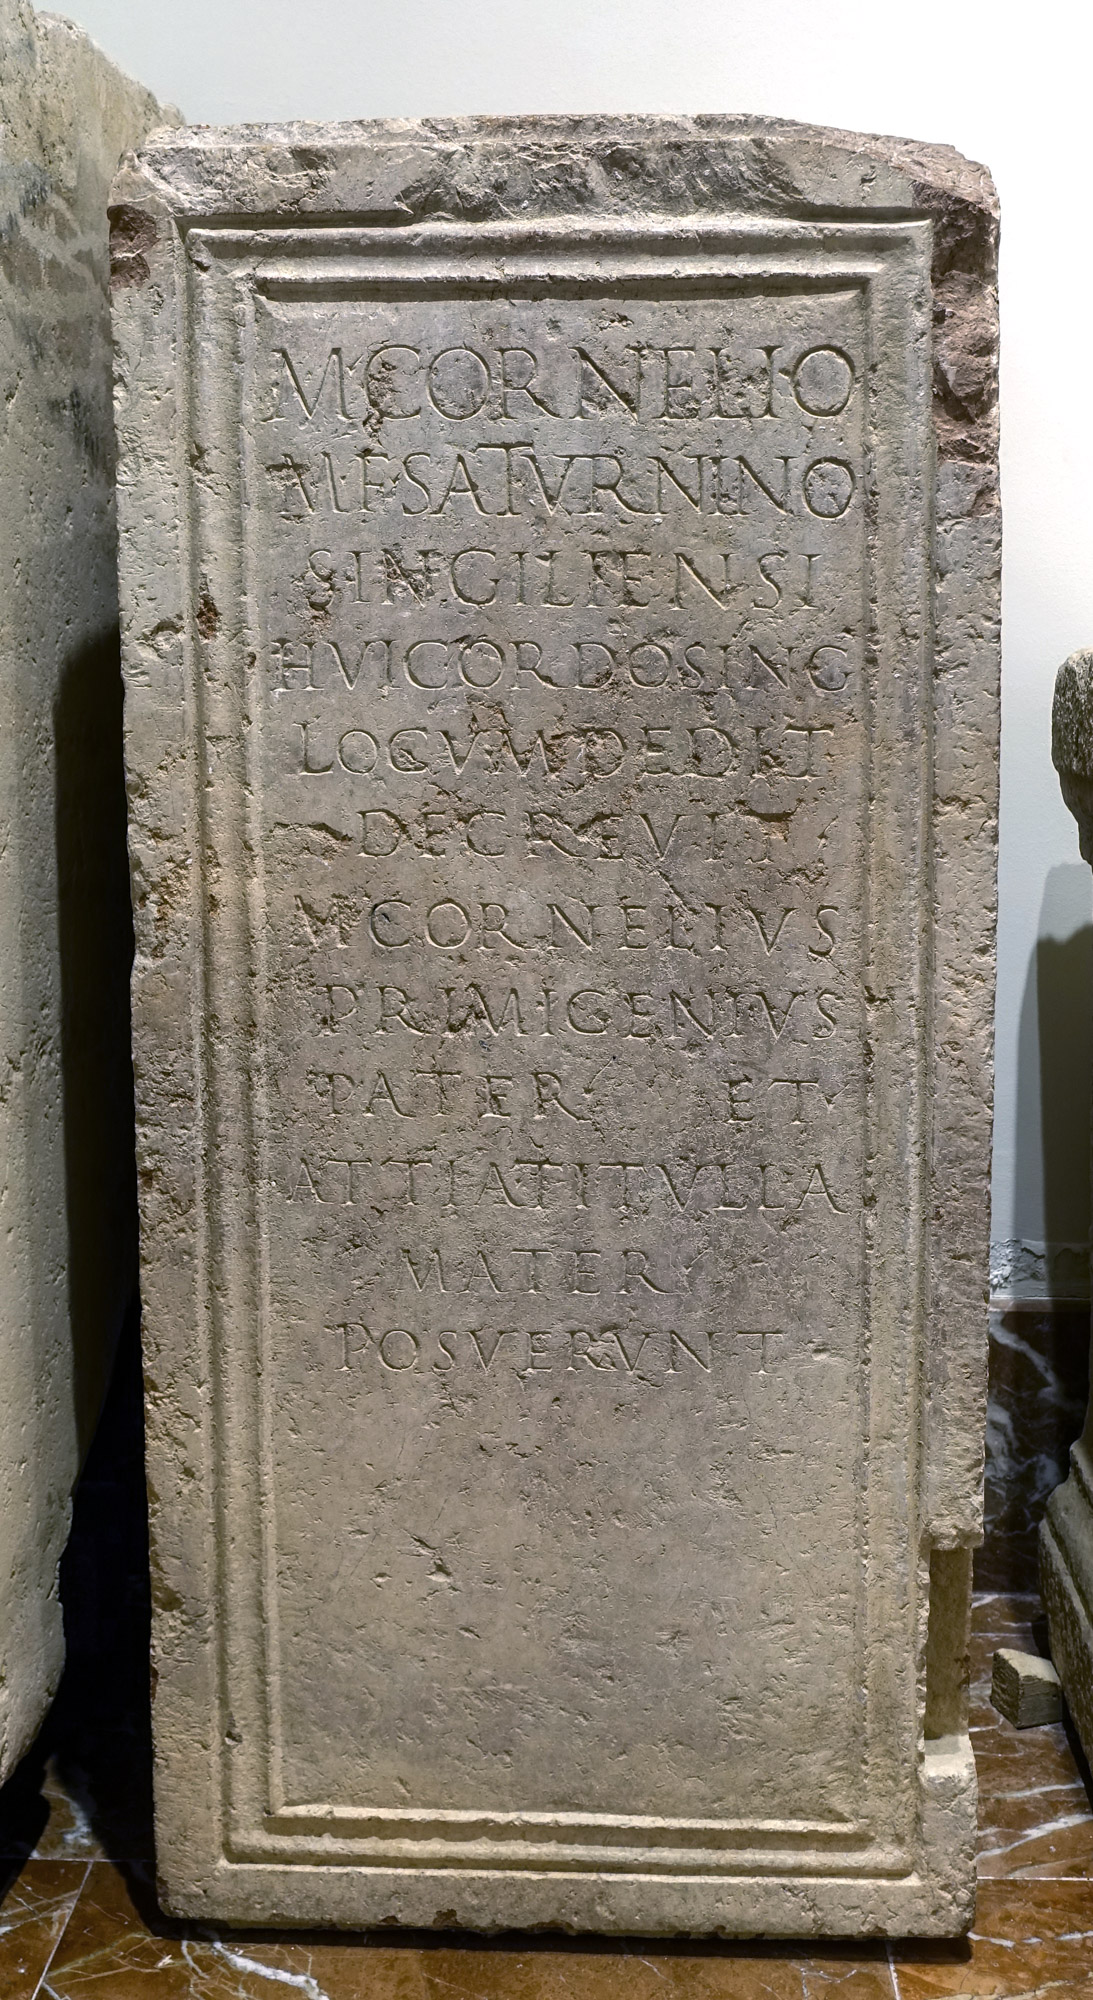 M CORNELIO
M F SATVRNINO
SINGILIENSI
HVIC ORDO SING
LOCVM DEDIT
DECREVIT
M CORNELIVS
PRIMIGENIVS
PATER ET
ATTIA TITVLLA
MATER
POSVERVNT